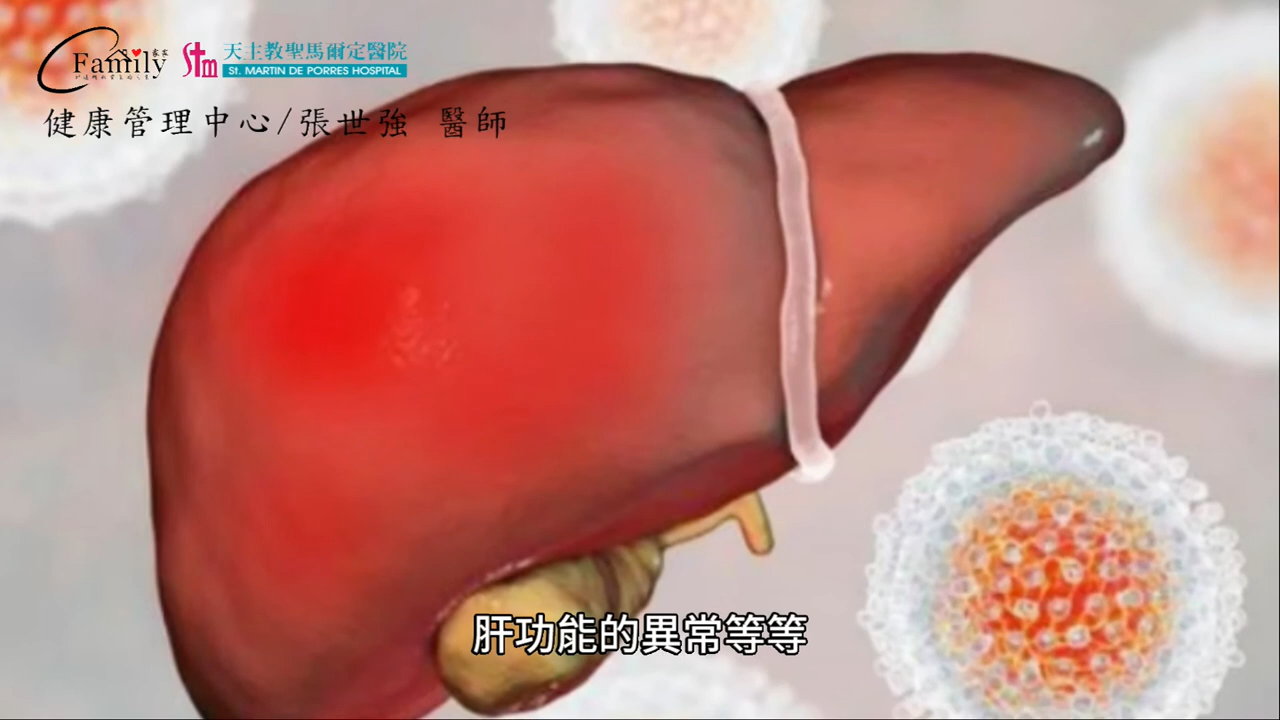 Family
天主教聖馬爾定醫院
ST. MARTIN DE PORRES HOSPITAL
健康管理中心/張世強 醫師
肝功能的異常等等